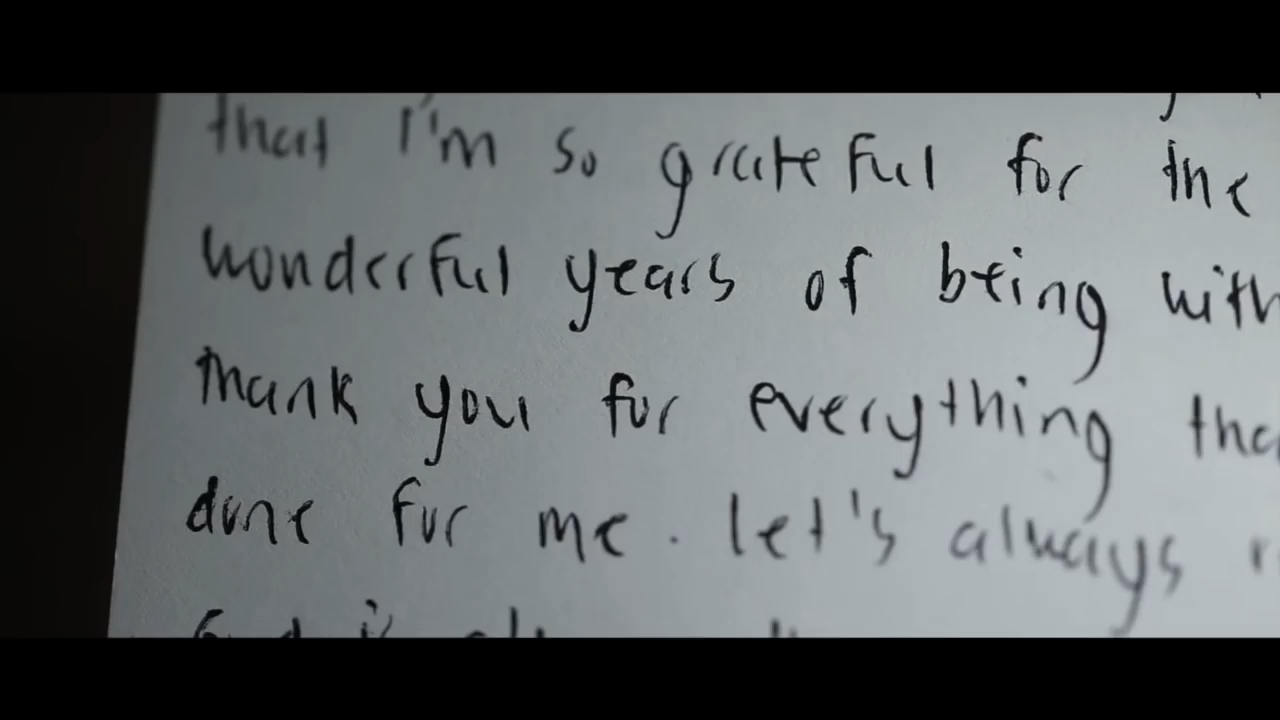 that I'm so grateful for the
wonderful years of being with
thank you for everything tha
done for me. let's always